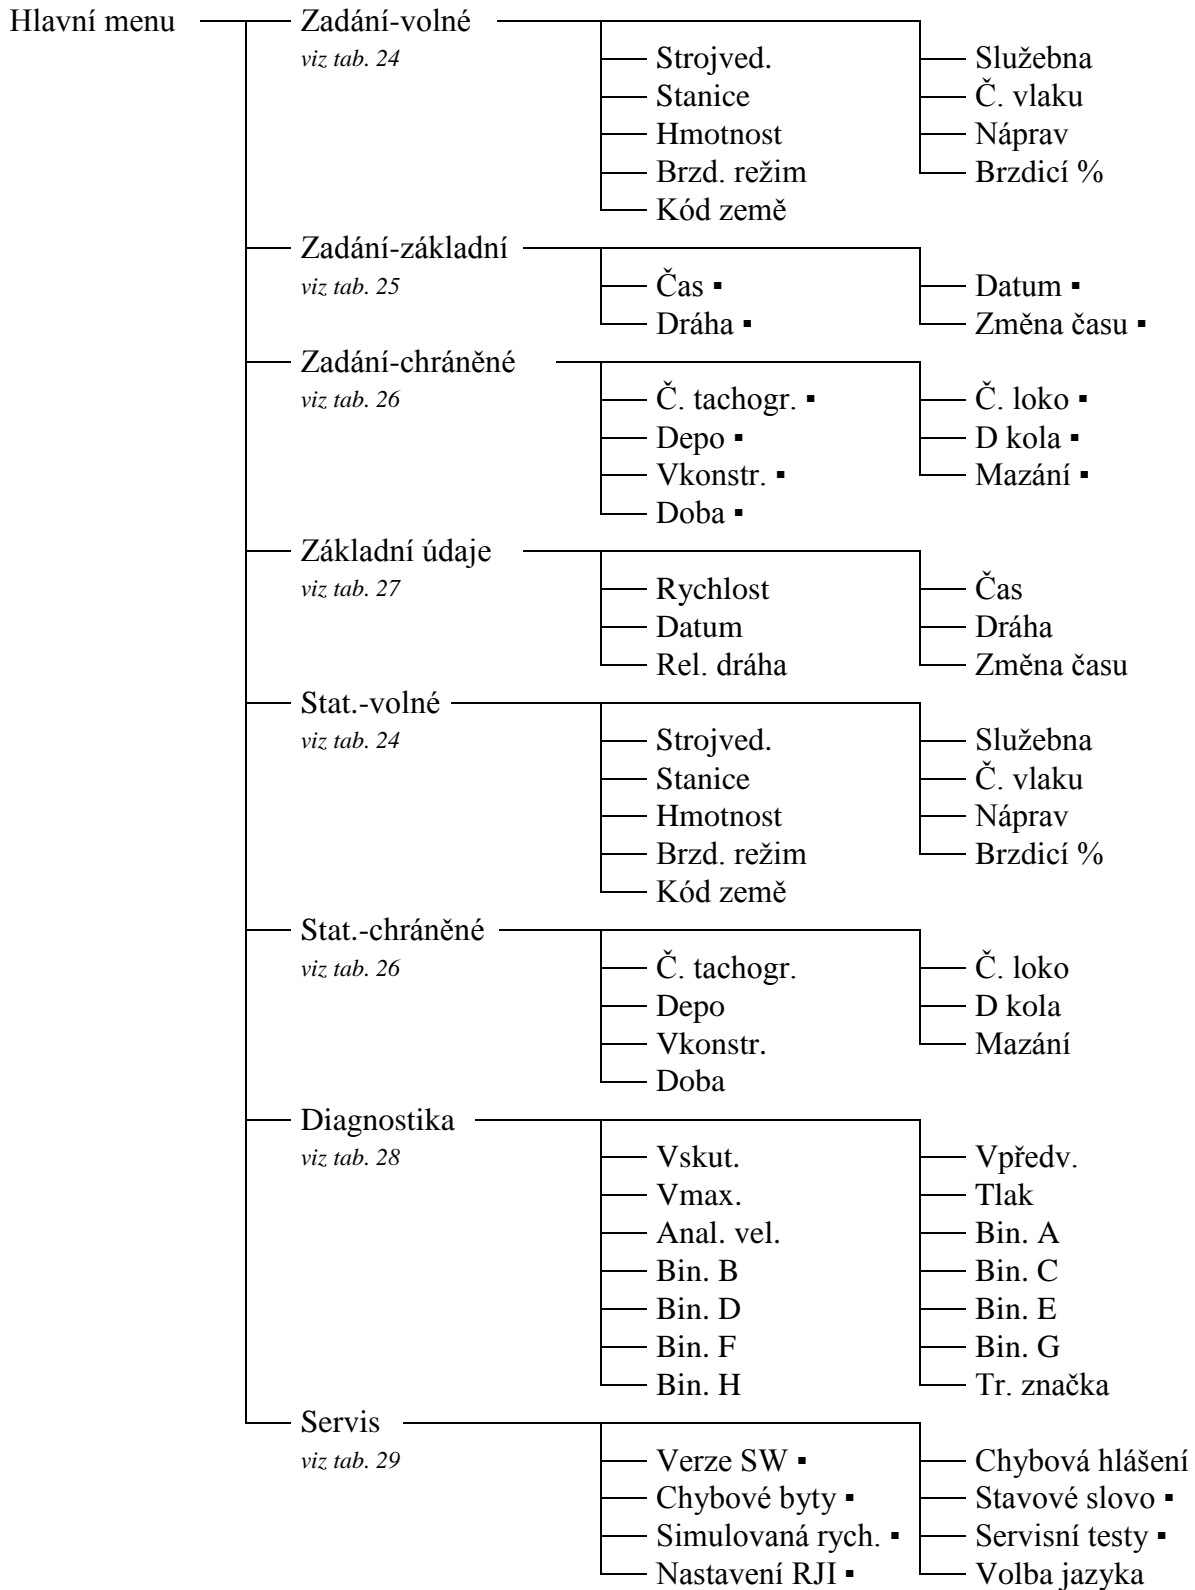 Hlavní menu Zadání-volné
viz tab. 24
Strojved. Služebna
Stanice Č. vlaku
Hmotnost Náprav
Brzd. režim Brzdicí %
Kód země
Zadání-základní
viz tab. 25
Čas ▪ Datum ▪
Dráha ▪ Změna času ▪
Zadání-chráněné
viz tab. 26
Č. tachogr. ▪ Č. loko ▪
Depo ▪ D kola ▪
Vkonstr. ▪ Mazání ▪
Doba ▪
Základní údaje
viz tab. 27
Rychlost Čas
Datum Dráha
Rel. dráha Změna času
Stat.-volné
viz tab. 24
Strojved. Služebna
Stanice Č. vlaku
Hmotnost Náprav
Brzd. režim Brzdicí %
Kód země
Stat.-chráněné
viz tab. 26
Č. tachogr. Č. loko
Depo D kola
Vkonstr. Mazání
Doba
Diagnostika
viz tab. 28
Vskut. Vpředv.
Vmax. Tlak
Anal. vel. Bin. A
Bin. B Bin. C
Bin. D Bin. E
Bin. F Bin. G
Bin. H Tr. značka
Servis
viz tab. 29
Verze SW ▪ Chybová hlášení
Chybové byty ▪ Stavové slovo ▪
Simulovaná rych. ▪ Servisní testy ▪
Nastavení RJI ▪ Volba jazyka